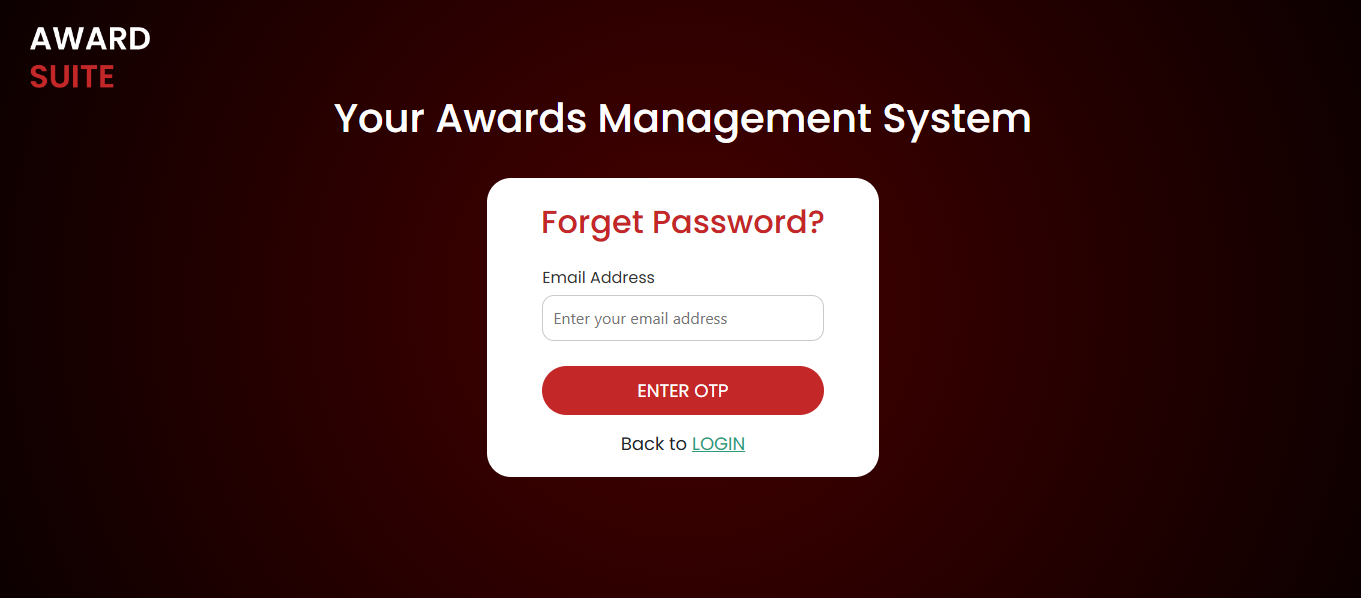 AWARD
SUITE
Your Awards Management System
Forget Password?
Email Address
Enter your email address
ENTER OTP
Back to LOGIN